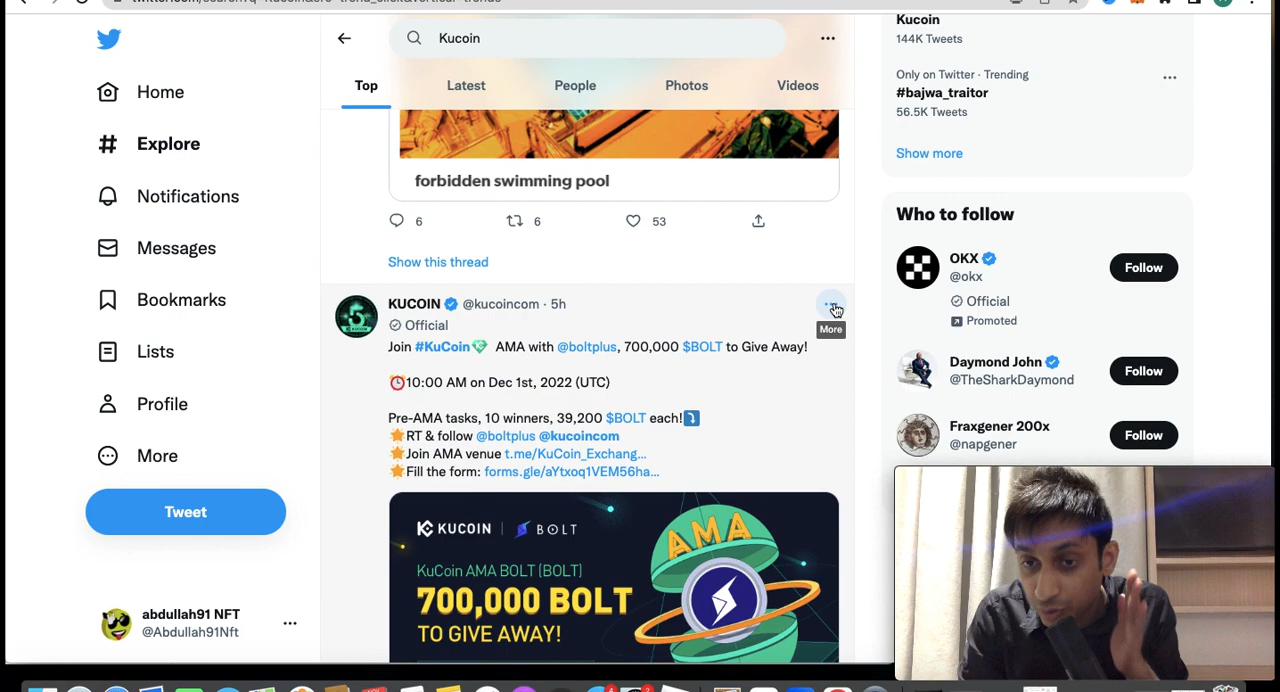 Kucoin
Top
Latest
People
Photos
Videos
Home
Explore
Notifications
Messages
Bookmarks
Lists
Profile
More
Tweet
abdullah91 NFT
@Abdullah91Nft
forbidden swimming pool
6
6
53
Show this thread
KUCOIN @kucoincom · 5h
Official
More
Join #KuCoin AMA with @boltplus, 700,000 $BOLT to Give Away!
10:00 AM on Dec 1st, 2022 (UTC)
Pre-AMA tasks, 10 winners, 39,200 $BOLT each!
RT & follow @boltplus @kucoincom
Join AMA venue t.me/KuCoin_Exchang...
Fill the form: forms.gle/aYtxoq1VEM56ha...
KUCOIN | BOLT
AMA
KuCoin AMA BOLT (BOLT)
700,000 BOLT
TO GIVE AWAY!
Kucoin
144K Tweets
Only on Twitter · Trending
#bajwa_traitor
56.5K Tweets
Show more
Who to follow
OKX
@okx
Official
Promoted
Follow
Daymond John
@TheSharkDaymond
Follow
Fraxgener 200x
@napgener
Follow